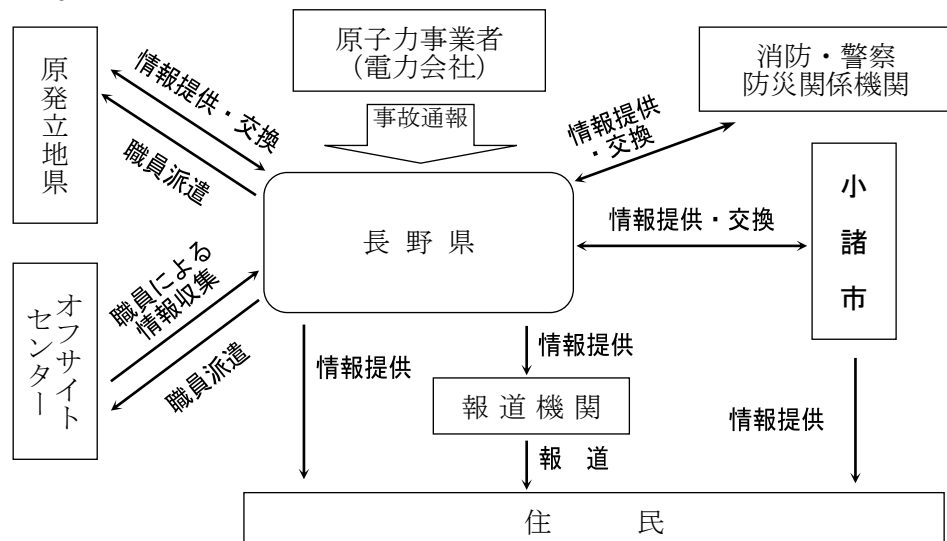 原子力事業者
(電力会社)
消防・警察
防災関係機関
原発立地県
情報提供・交換
職員派遣
事故通報
情報提供
・交換
長野県
情報提供・交換
小諸市
オフサイト
センター
職員による
情報収集
職員派遣
情報提供
情報提供
報道機関
報　道
情報提供
住　　　民